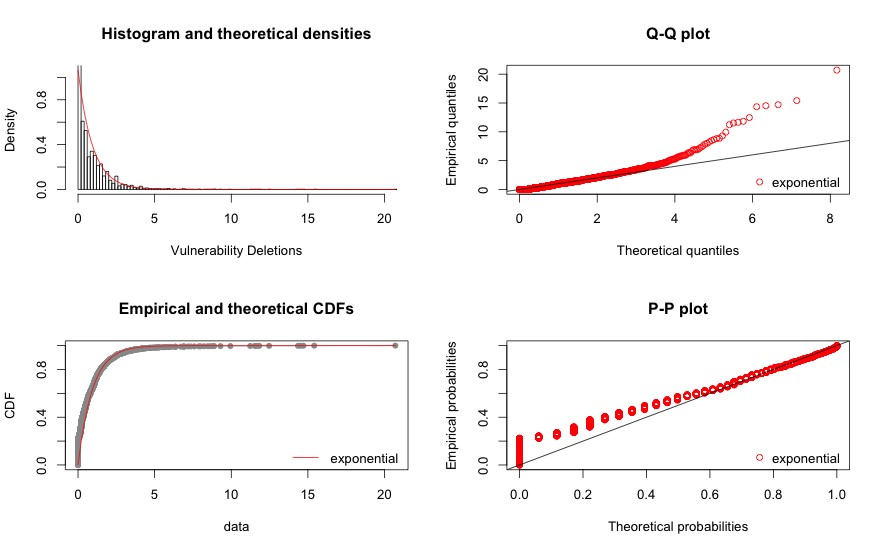 Histogram and theoretical densities
Density
0.0 0.4 0.8
0 5 10 15 20
Vulnerability Deletions
Q-Q plot
Empirical quantiles
0 5 10 15 20
exponential
0 2 4 6 8
Theoretical quantiles
Empirical and theoretical CDFs
CDF
0.0 0.4 0.8
exponential
0 5 10 15 20
data
P-P plot
Empirical probabilities
0.0 0.4 0.8
exponential
0.0 0.2 0.4 0.6 0.8 1.0
Theoretical probabilities